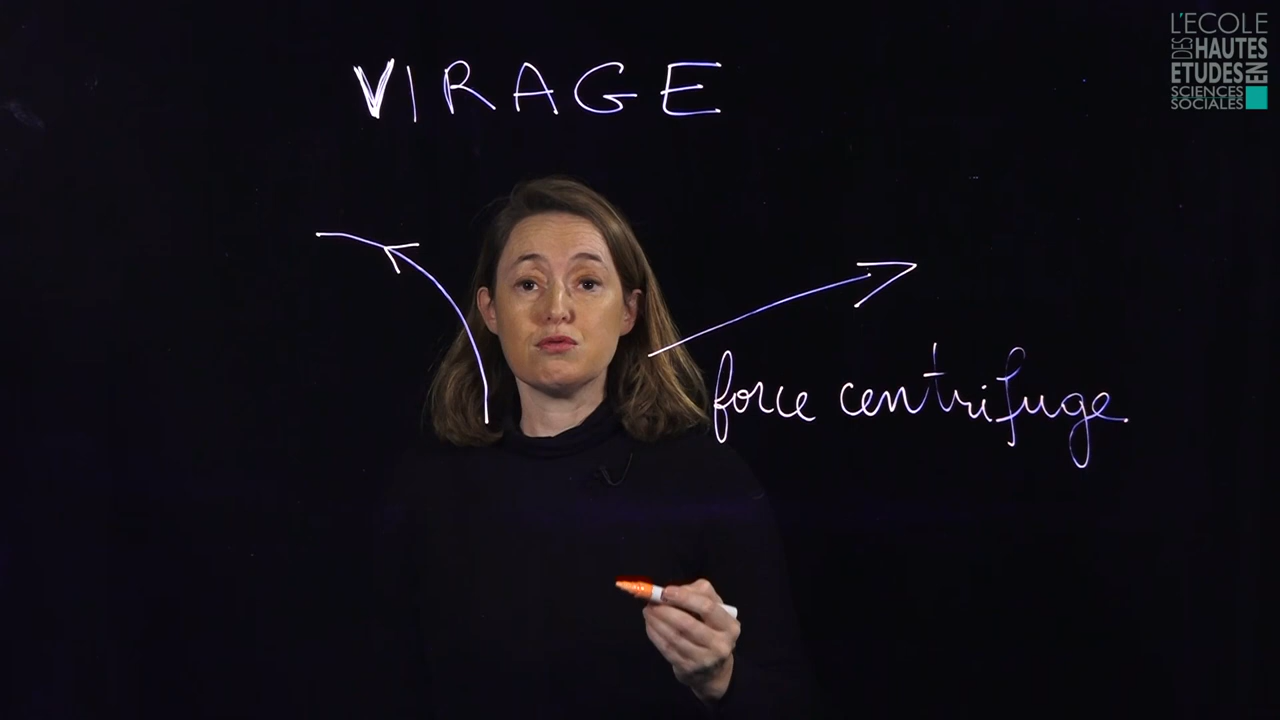 L'ECOLE
DES HAUTES
ETUDES EN
SCIENCES
SOCIALES
VIRAGE
force centrifuge